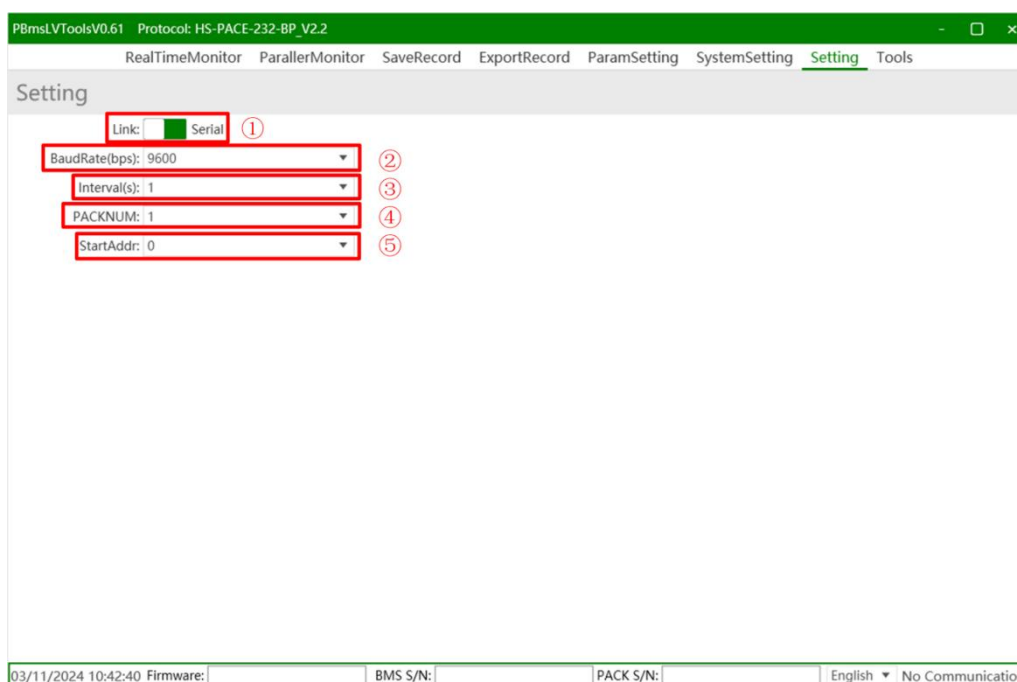 PBmsLVToolsV0.61 Protocol: HS-PACE-232-BP_V2.2
RealTimeMonitor ParallerMonitor SaveRecord ExportRecord ParamSetting SystemSetting Setting Tools
Setting
Link: Serial ①
BaudRate(bps): 9600 ②
Interval(s): 1 ③
PACKNUM: 1 ④
StartAddr: 0 ⑤
03/11/2024 10:42:40 Firmware: BMS S/N: PACK S/N: English No Communicatio